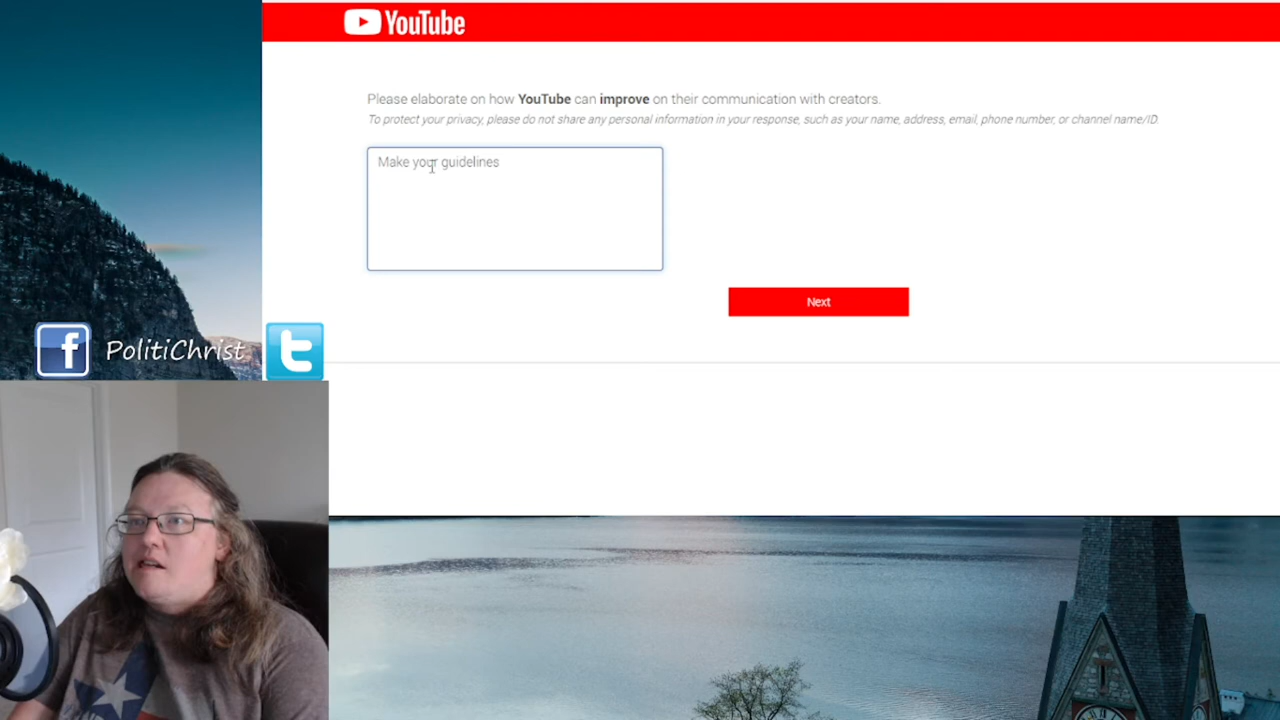 YouTube
Please elaborate on how YouTube can improve on their communication with creators.
To protect your privacy, please do not share any personal information in your response, such as your name, address, email, phone number, or channel name/ID.
Make your guidelines
Next
f PolitiChrist t